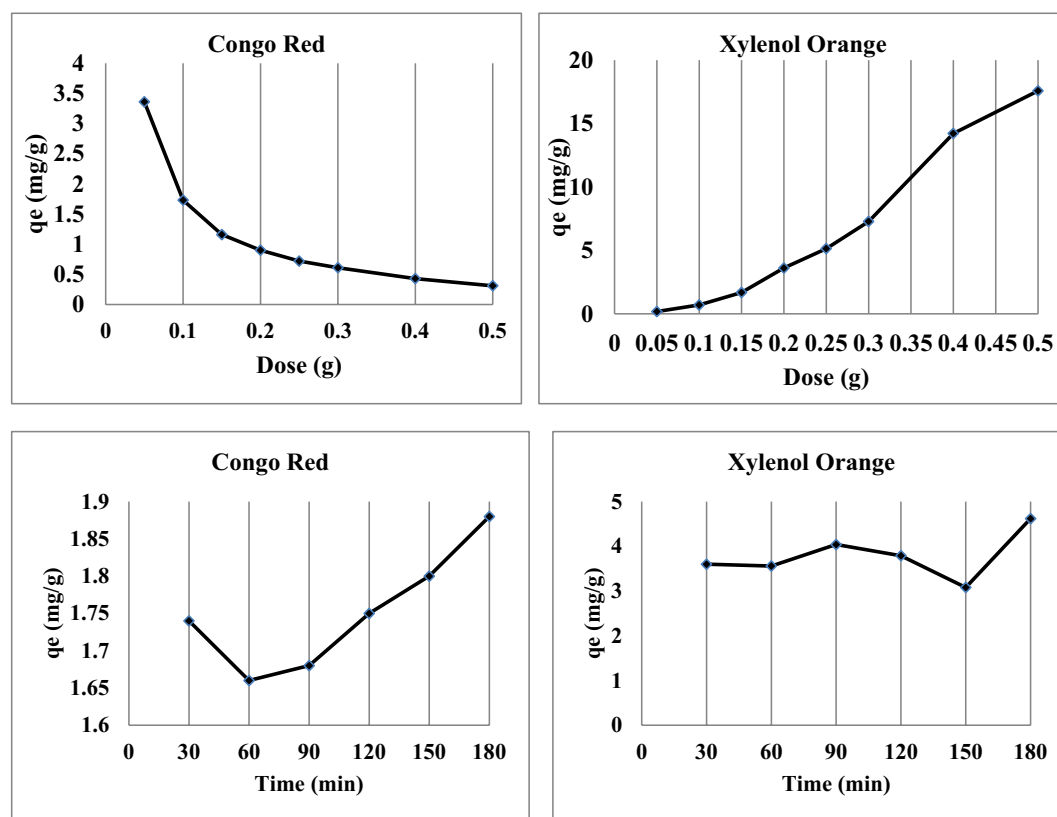 Congo Red
4
3.5
3
2.5
2
1.5
1
0.5
0
qe (mg/g)
0 0.1 0.2 0.3 0.4 0.5
Dose (g)
Xylenol Orange
20
15
10
5
0
qe (mg/g)
0 0.05 0.1 0.15 0.2 0.25 0.3 0.35 0.4 0.45 0.5
Dose (g)
Congo Red
1.9
1.85
1.8
1.75
1.7
1.65
1.6
qe (mg/g)
0 30 60 90 120 150 180
Time (min)
Xylenol Orange
5
4
3
2
1
0
qe (mg/g)
0 30 60 90 120 150 180
Time (min)